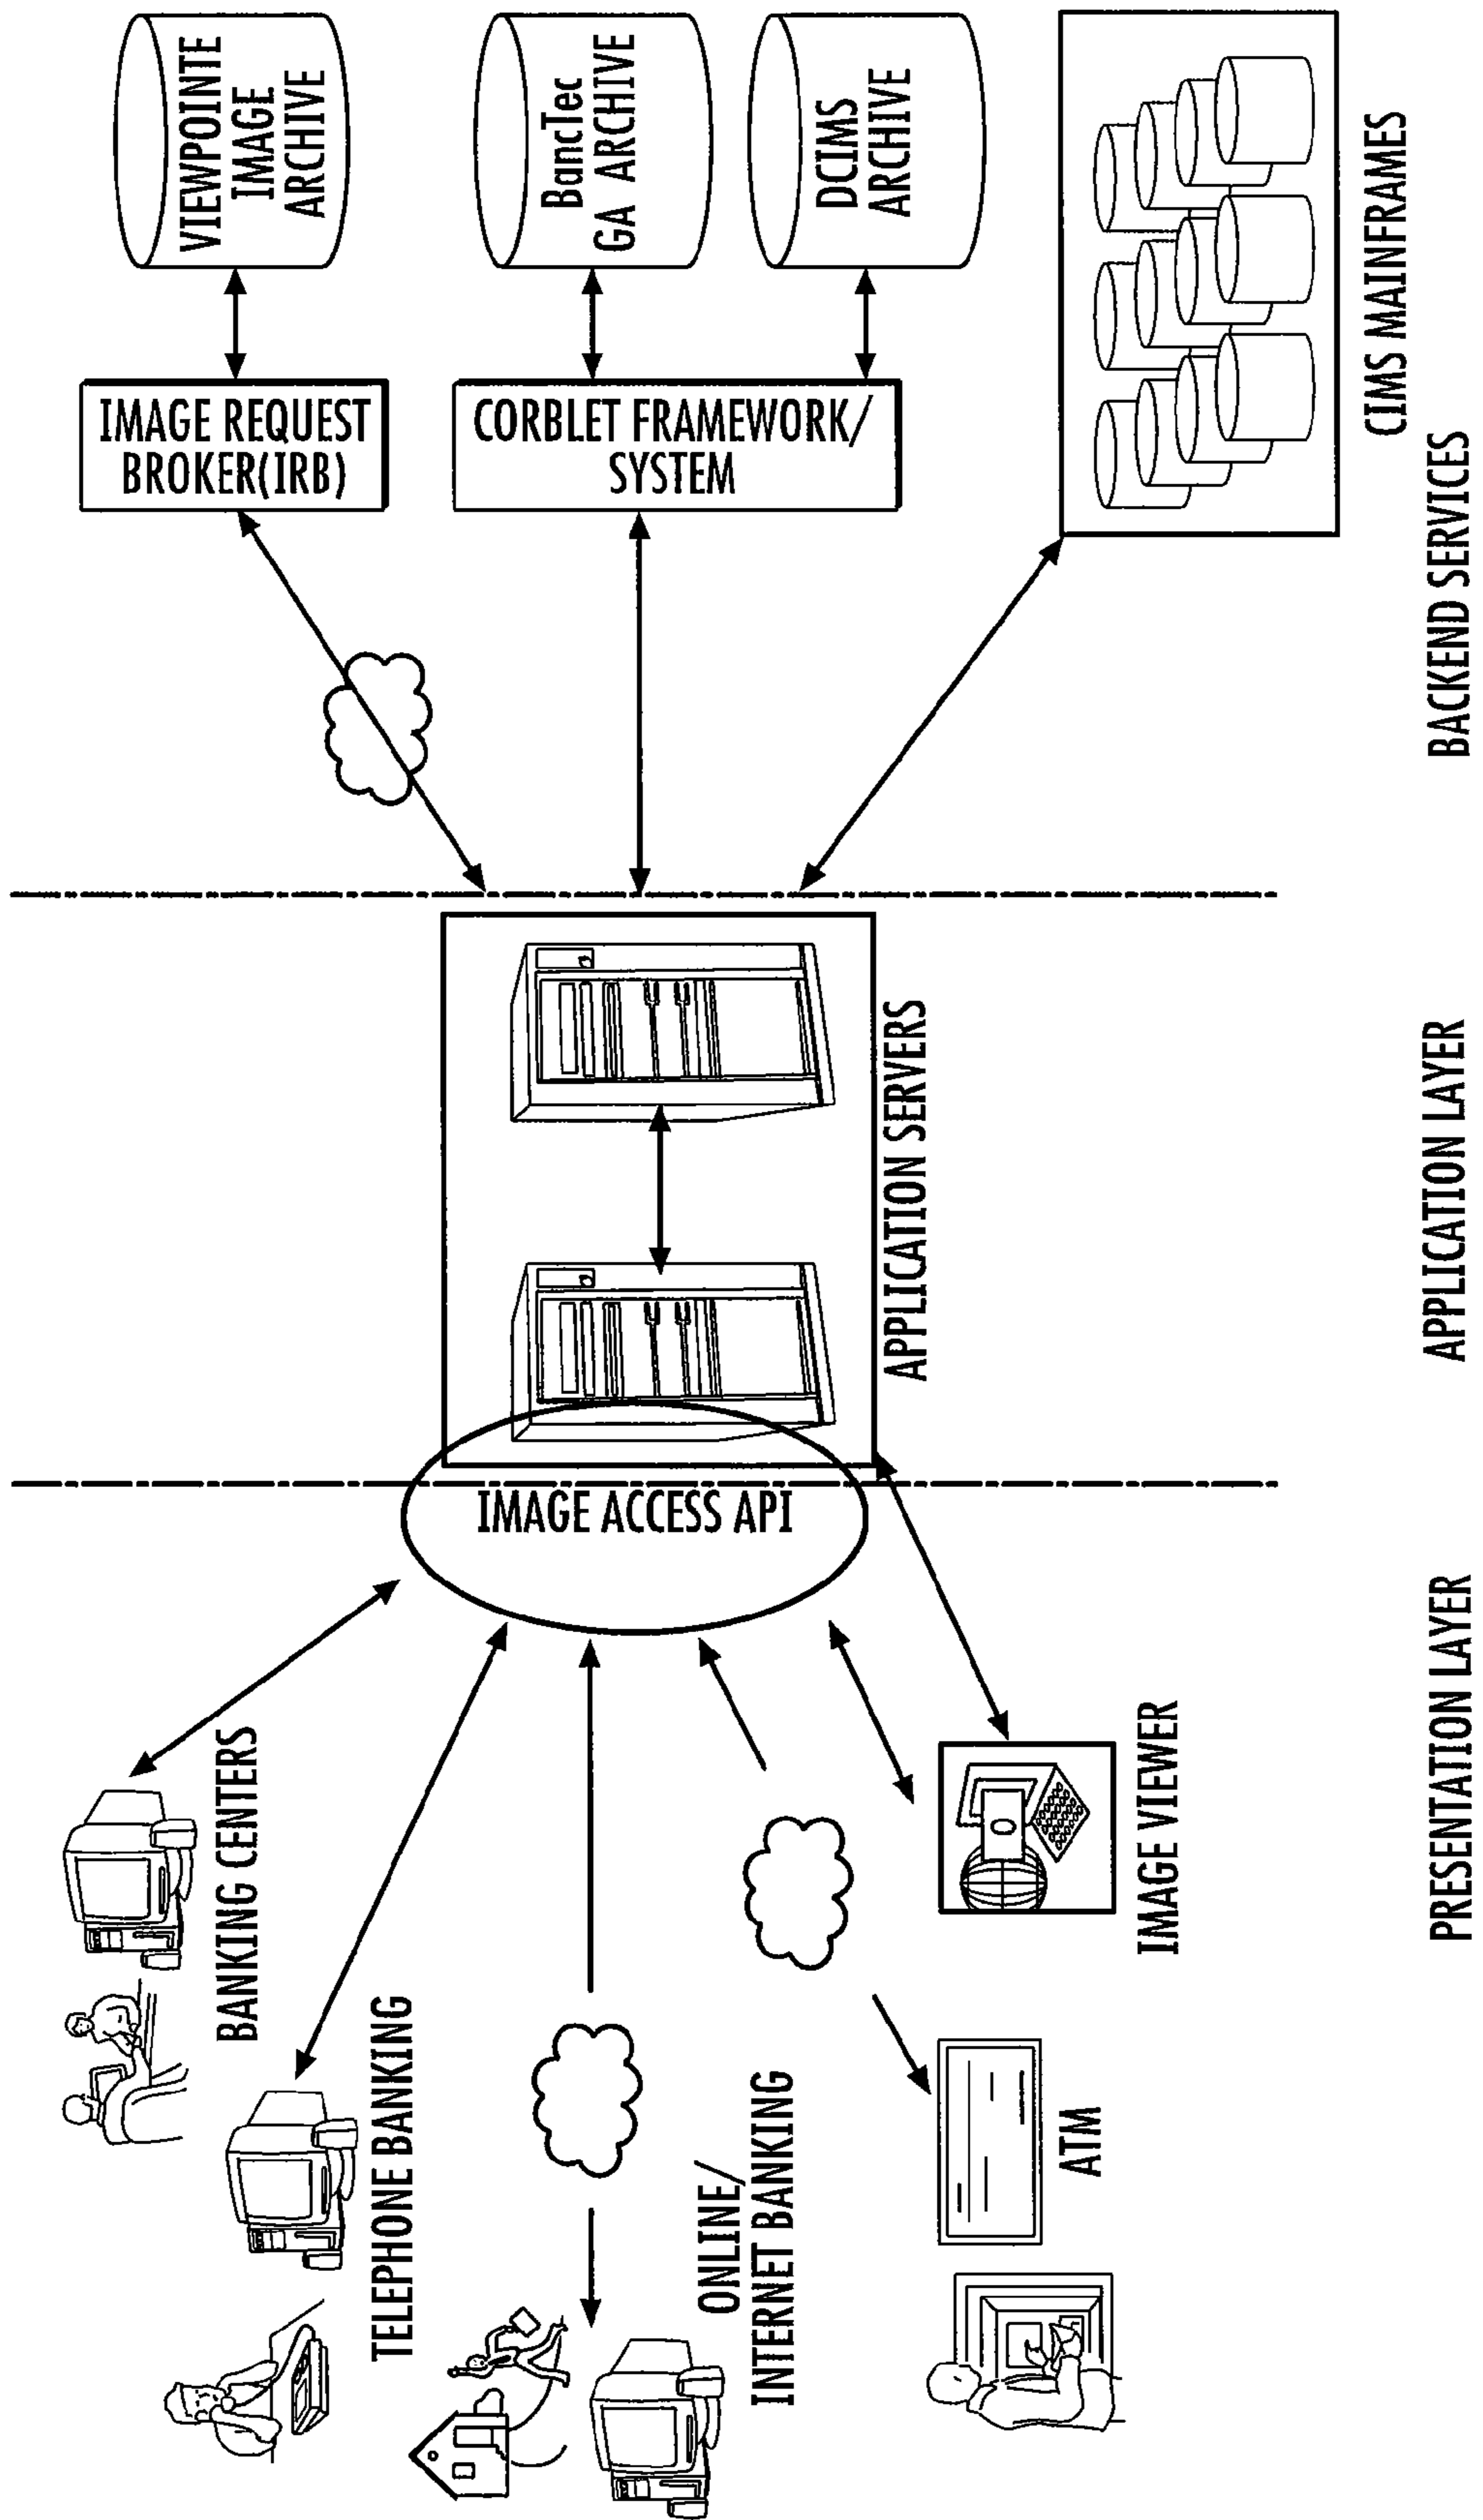 BANKING CENTERS
TELEPHONE BANKING
ONLINE/
INTERNET BANKING
ATM
IMAGE VIEWER
PRESENTATION LAYER
IMAGE ACCESS API
APPLICATION SERVERS
APPLICATION LAYER
IMAGE REQUEST
BROKER(IRB)
VIEWPOINTE
IMAGE
ARCHIVE
CORBLET FRAMEWORK/
SYSTEM
BancTec
GA ARCHIVE
DCIMS
ARCHIVE
CIMS MAINFRAMES
BACKEND SERVICES